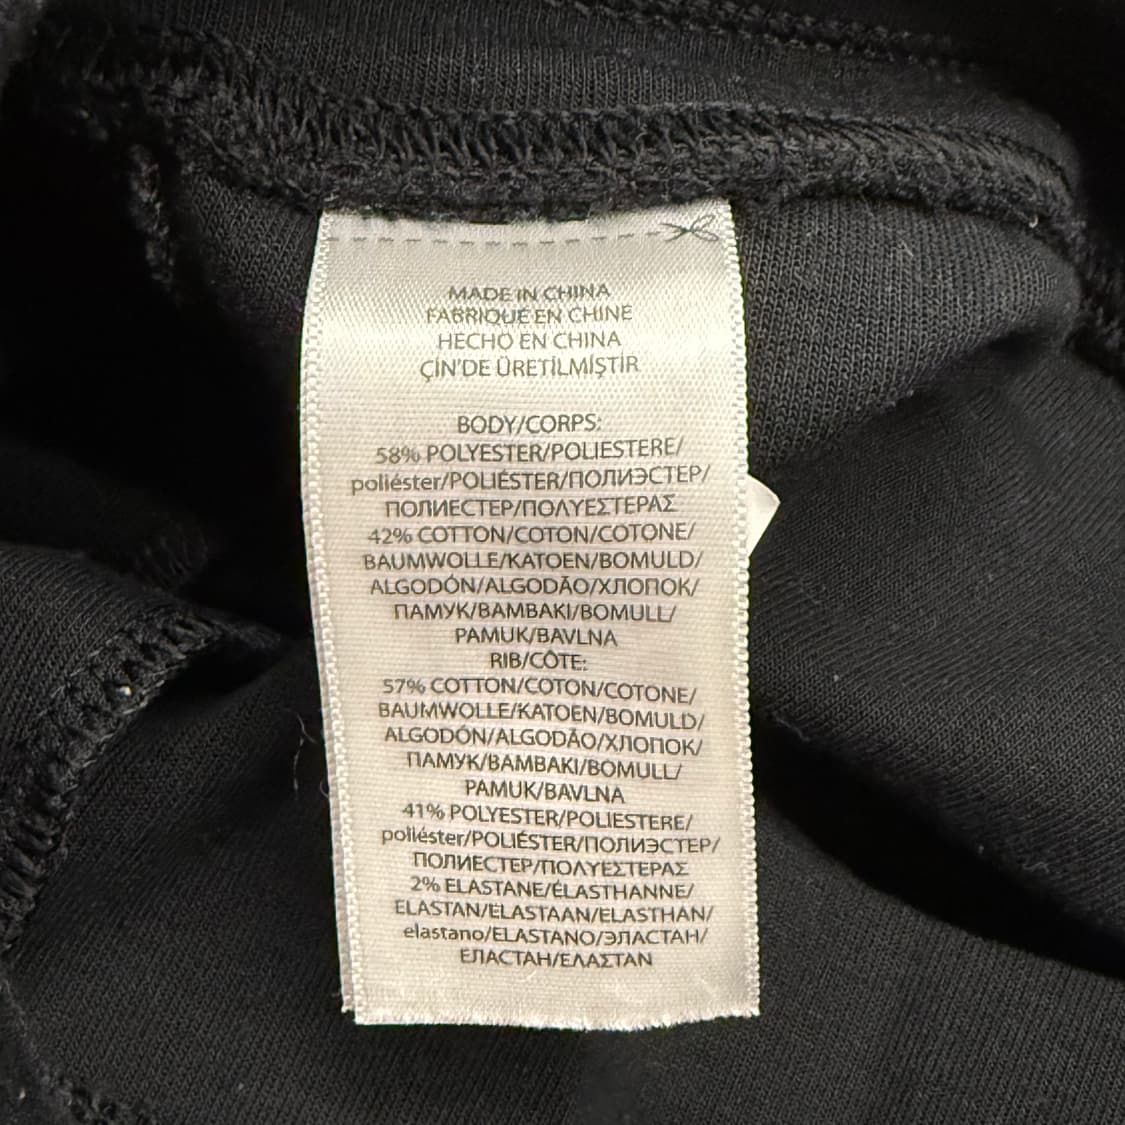 MADE IN CHINA
FABRIQUÉ EN CHINE
HECHO EN CHINA
ÇİN'DE ÜRETİLMİŞTİR
BODY/CORPS:
58% POLYESTER/POLIESTERE/
poliéster/POLIÉSTER/ПОЛИЭСТЕР/
ПОЛИЕСТЕР/ΠΟΛΥΕΣΤΕΡΑΣ
42% COTTON/COTON/COTONE/
BAUMWOLLE/KATOEN/BOMULD/
ALGODÓN/ALGODÃO/ХЛОПОК/
ПАМУК/BAMBAKI/BOMULL/
PAMUK/BAVLNA
RIB/CÔTE:
57% COTTON/COTON/COTONE/
BAUMWOLLE/KATOEN/BOMULD/
ALGODÓN/ALGODÃO/ХЛОПОК/
ПАМУК/BAMBAKI/BOMULL/
PAMUK/BAVLNA
41% POLYESTER/POLIESTERE/
poliéster/POLIÉSTER/ПОЛИЭСТЕР/
ПОЛИЕСТЕР/ΠΟΛΥΕΣΤΕΡΑΣ
2% ELASTANE/ÉLASTHANNE/
ELASTAN/ELASTAAN/ELASTHAN/
elastano/ELASTANO/ЭЛАСТАН/
ЕЛАСТАН/ΕΛΑΣΤΑΝ